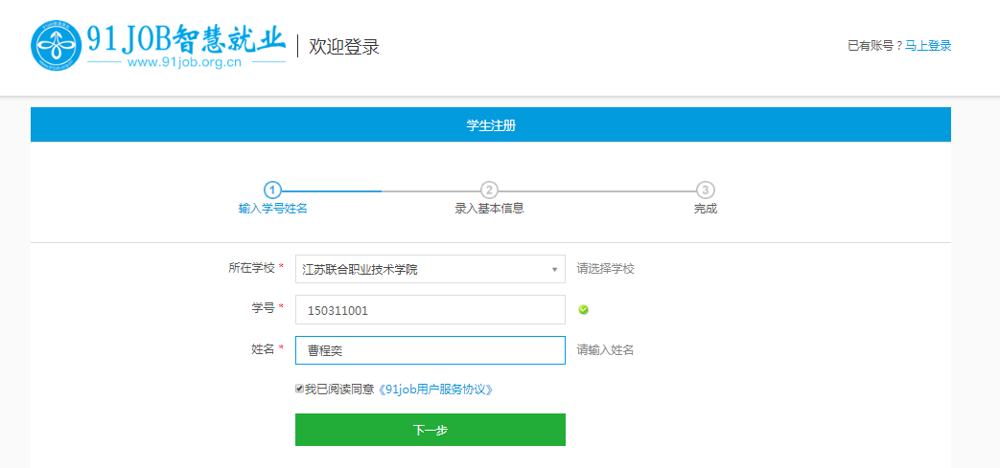 91JOB智慧就业
www.91job.org.cn
欢迎登录
已有账号？马上登录
学生注册
1
2
3
输入学号姓名
录入基本信息
完成
所在学校 *
江苏联合职业技术学院
请选择学校
学号 *
150311001
姓名 *
曹程奕
请输入姓名
我已阅读同意《91job用户服务协议》
下一步